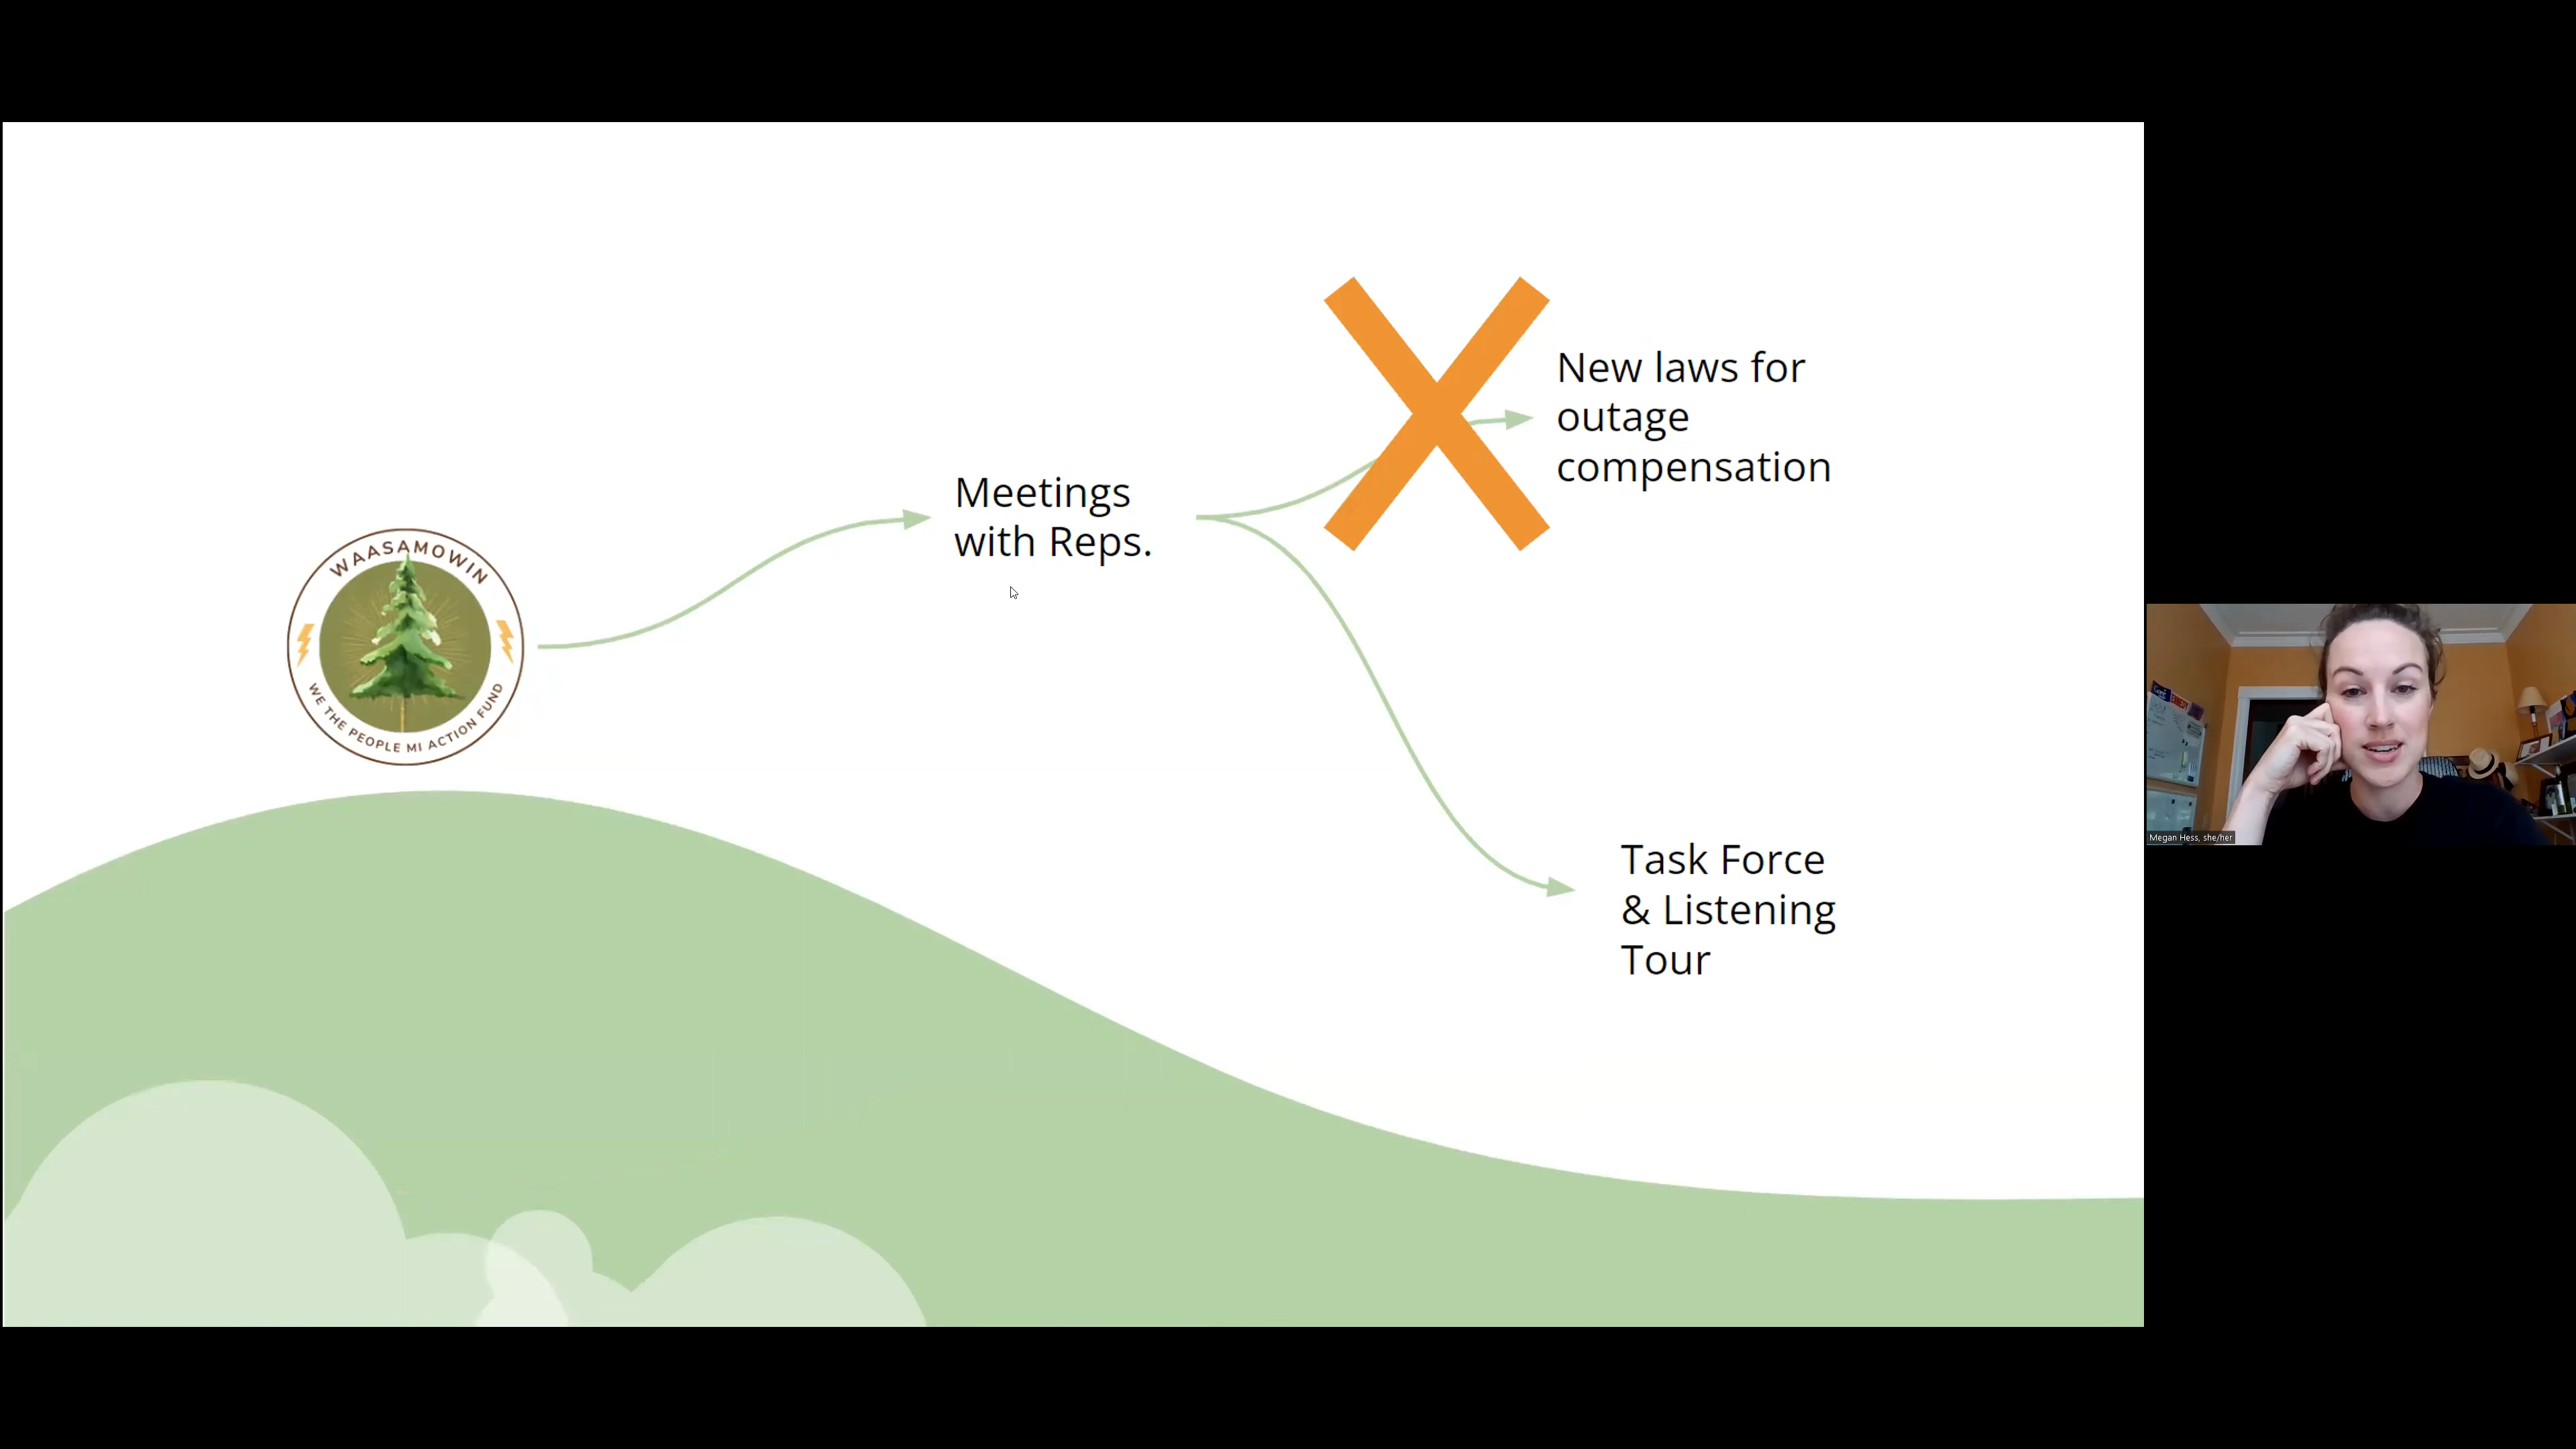 WAASAMOWIN
WE THE PEOPLE MI ACTION FUND
Meetings
with Reps.
New laws for
outage
compensation
Task Force
& Listening
Tour
Megan Hess, she/her